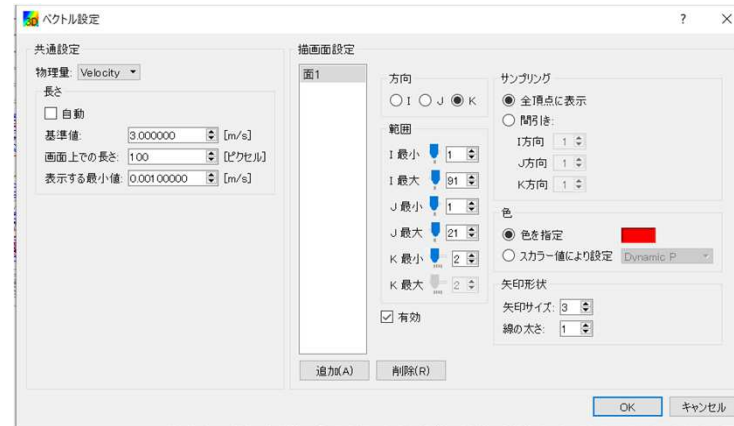 3D ベクトル設定 ? ×
共通設定
物理量: Velocity
長さ
自動
基準値: 3.000000 [m/s]
画面上での長さ: 100 [ピクセル]
表示する最小値: 0.00100000 [m/s]
描画面設定
面1
追加(A)
削除(R)
方向
I J K
範囲
I 最小 1
I 最大 91
J 最小 1
J 最大 21
K 最小 2
K 最大 2
有効
サンプリング
全頂点に表示
間引き:
I方向 1
J方向 1
K方向 1
色
色を指定
スカラー値により設定 Dynamic P
矢印形状
矢印サイズ: 3
線の太さ: 1
OK
キャンセル